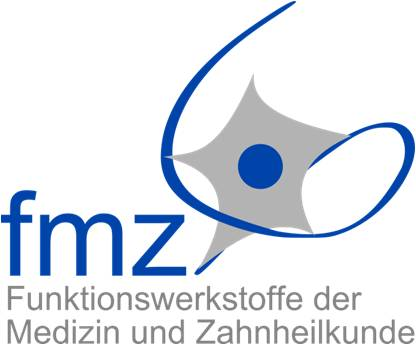 fmz
Funktionswerkstoffe der
Medizin und Zahnheilkunde